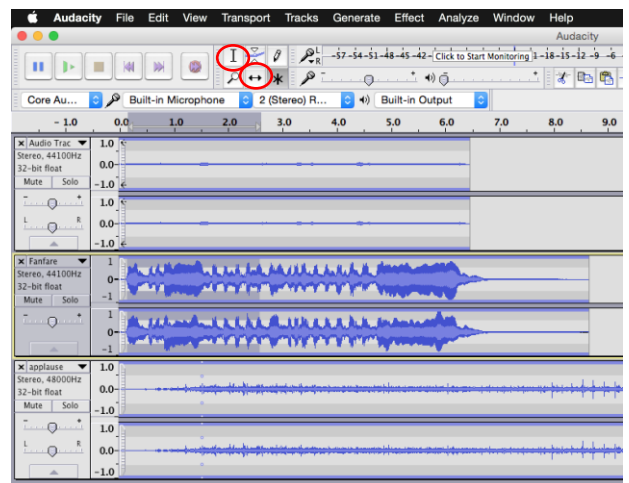 Audacity File Edit View Transport Tracks Generate Effect Analyze Window Help
Audacity
L
R
-57 -54 -51 -48 -45 -42 - Click to Start Monitoring 1 -18 -15 -12 -9 -6
- +
- +
Core Au... Built-in Microphone 2 (Stereo) R... Built-in Output
- 1.0 0.0 1.0 2.0 3.0 4.0 5.0 6.0 7.0 8.0 9.0
Audio Trac 1.0
Stereo, 44100Hz
32-bit float 0.0-
Mute Solo -1.0
- + 1.0
L R 0.0-
-1.0
Fanfare 1
Stereo, 44100Hz
32-bit float 0-
Mute Solo -1
- + 1
0-
L R
-1
applause 1.0
Stereo, 48000Hz
32-bit float 0.0-
Mute Solo -1.0
- + 1.0
L R 0.0-
-1.0